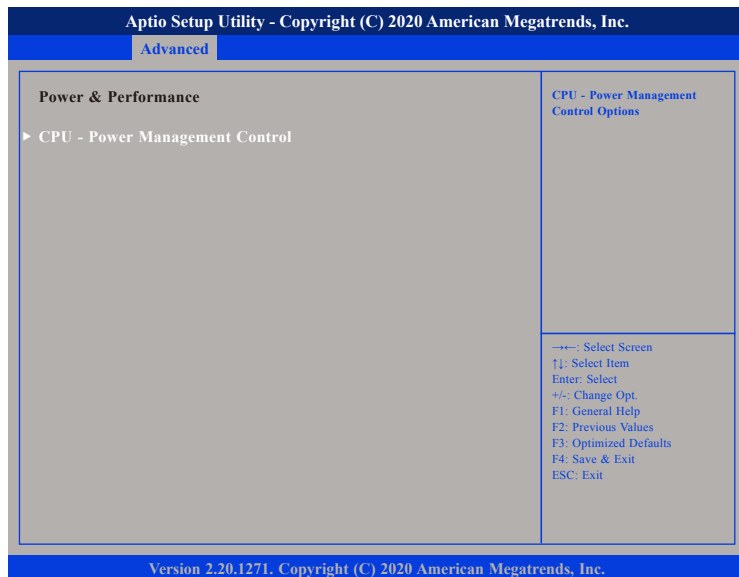 Aptio Setup Utility - Copyright (C) 2020 American Megatrends, Inc.
Advanced
Power & Performance
► CPU - Power Management Control
CPU - Power Management
Control Options
→←: Select Screen
↑↓: Select Item
Enter: Select
+/-: Change Opt.
F1: General Help
F2: Previous Values
F3: Optimized Defaults
F4: Save & Exit
ESC: Exit
Version 2.20.1271. Copyright (C) 2020 American Megatrends, Inc.